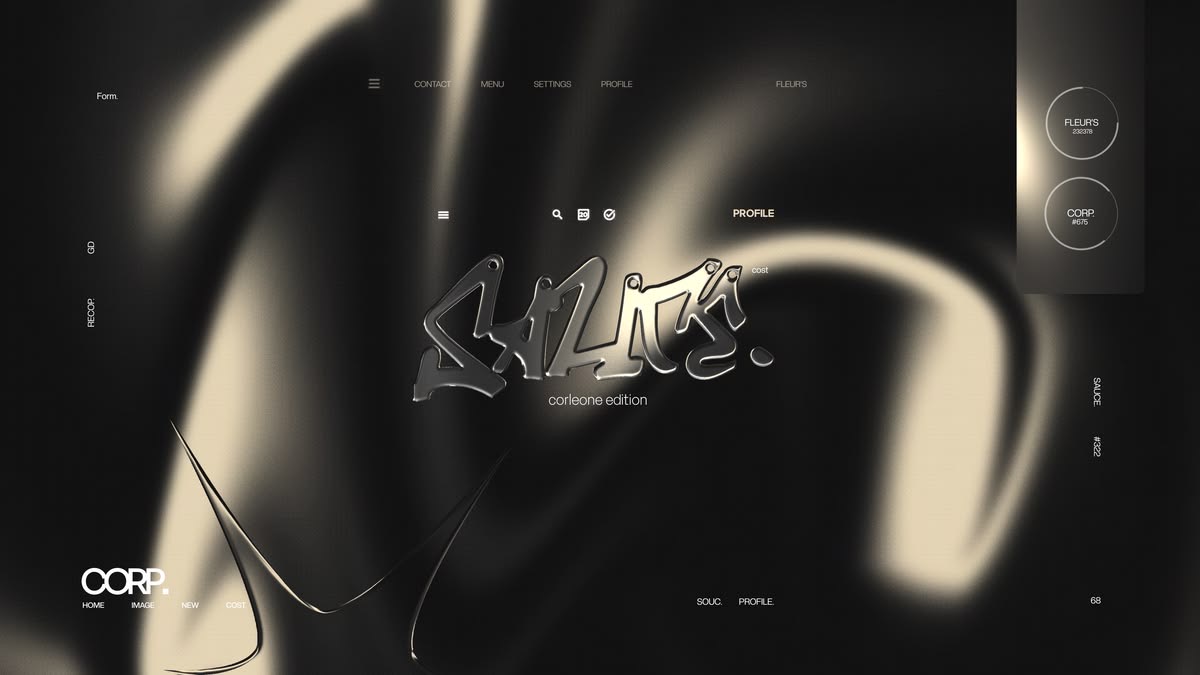 CONTACT MENU SETTINGS PROFILE FLEUR'S
Form.
FLEUR'S
232378
CORP.
#675
20
PROFILE
GD
RECOP.
cost
corleone edition
SAUCE.
#322
CORP.
HOME IMAGE NEW COST
SOUC. PROFILE.
68